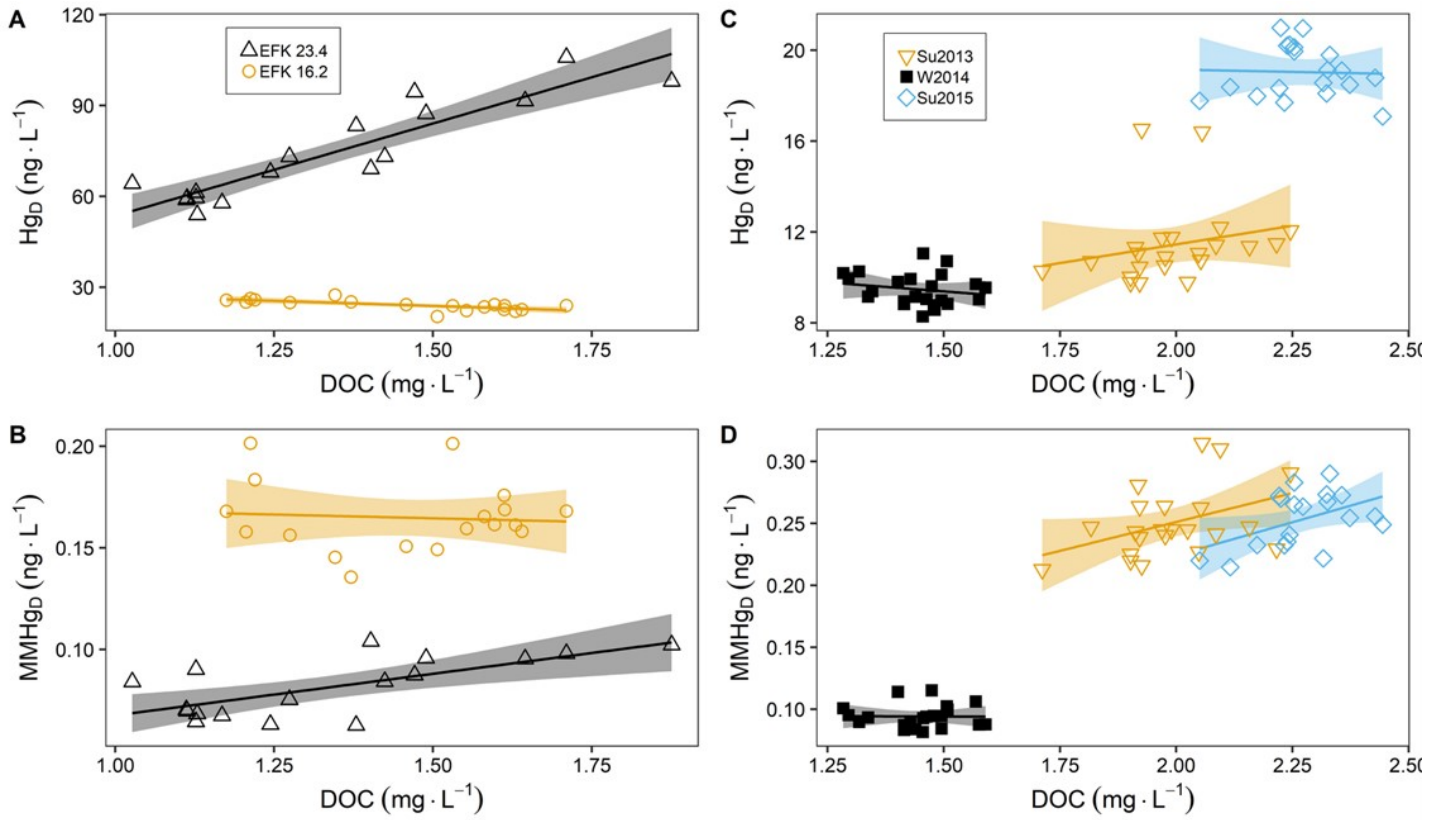 A
120
90
60
30
Hg_D (ng · L⁻¹)
EFK 23.4
EFK 16.2
1.00 1.25 1.50 1.75
DOC (mg · L⁻¹)
C
20
16
12
8
Hg_D (ng · L⁻¹)
Su2013
W2014
Su2015
1.25 1.50 1.75 2.00 2.25 2.50
DOC (mg · L⁻¹)
B
0.20
0.15
0.10
MMHg_D (ng · L⁻¹)
1.00 1.25 1.50 1.75
DOC (mg · L⁻¹)
D
0.30
0.25
0.20
0.15
0.10
MMHg_D (ng · L⁻¹)
1.25 1.50 1.75 2.00 2.25 2.50
DOC (mg · L⁻¹)